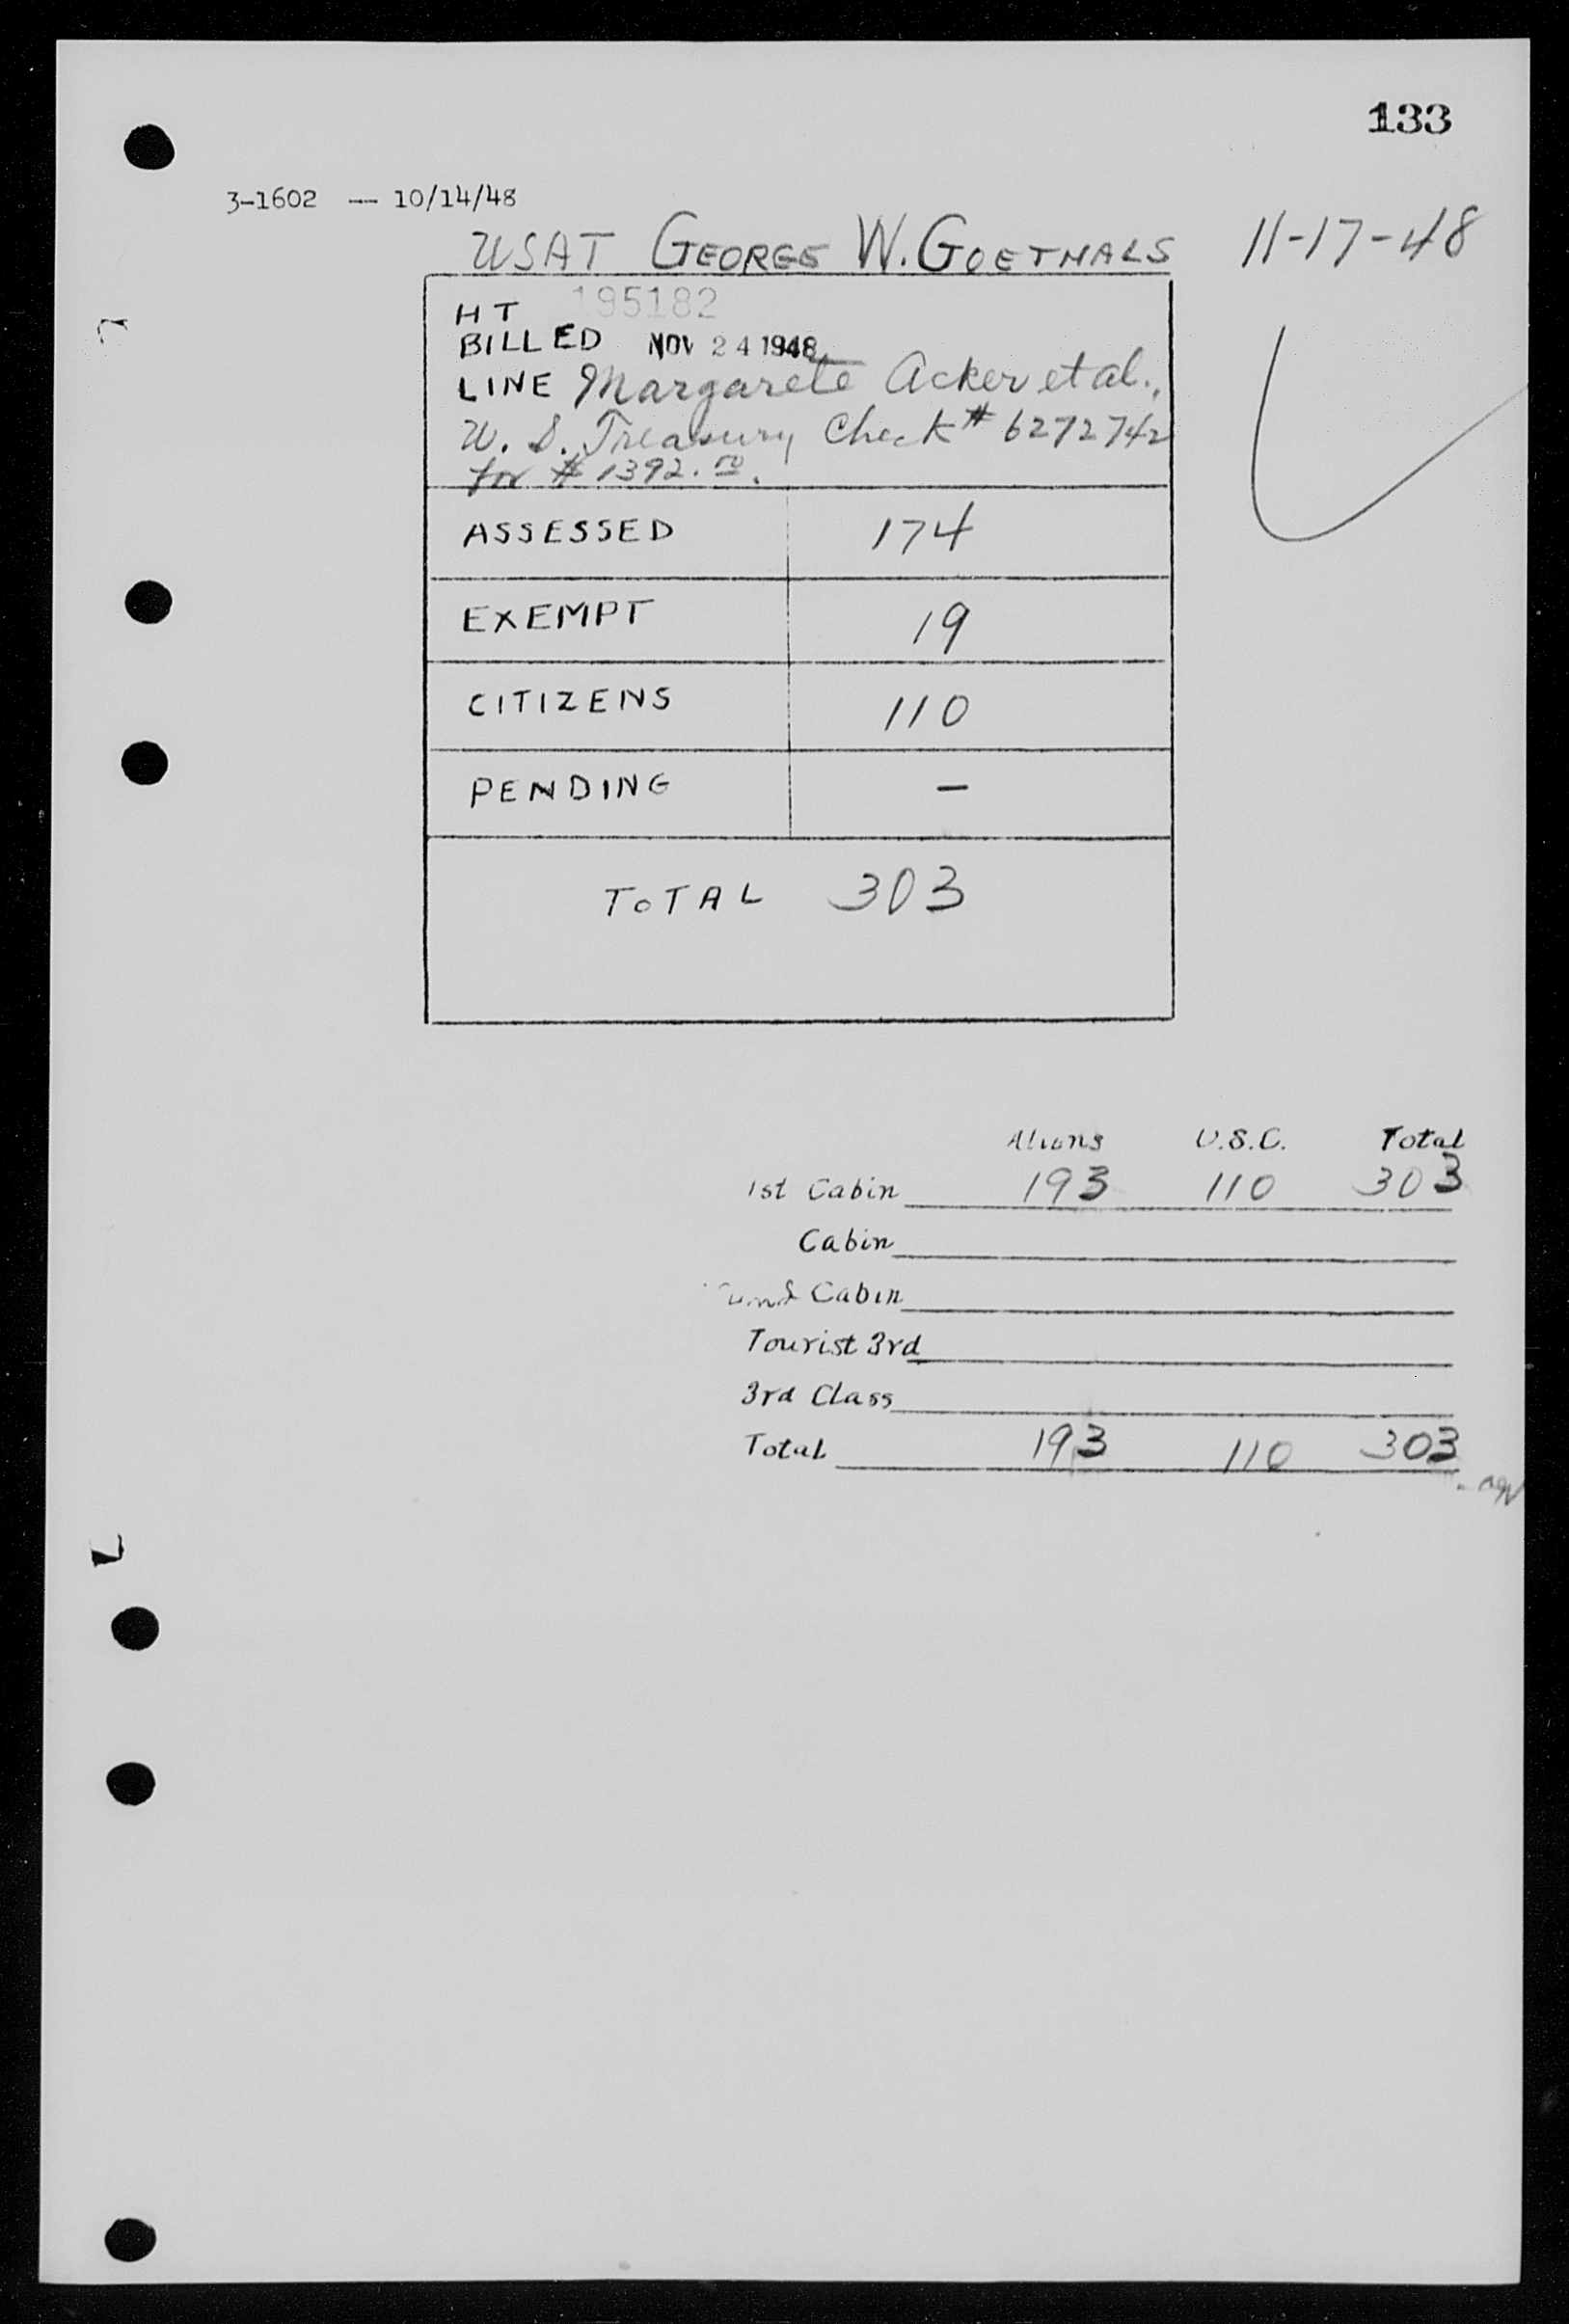 133
3-1602 — 10/14/48
USAT GEORGE W. GOETHALS 11-17-48
HT 195182
BILLED NOV 24 1948
LINE Margarete Acker et al.,
U. S. Treasury Check # 6272742
for $ 1392.00.
ASSESSED 174
EXEMPT 19
CITIZENS 110
PENDING —
TOTAL 303
Aliens U.S.C. Total
1st Cabin 193 110 303
Cabin
Cabin
Tourist 3rd
3rd Class
Total 193 110 303